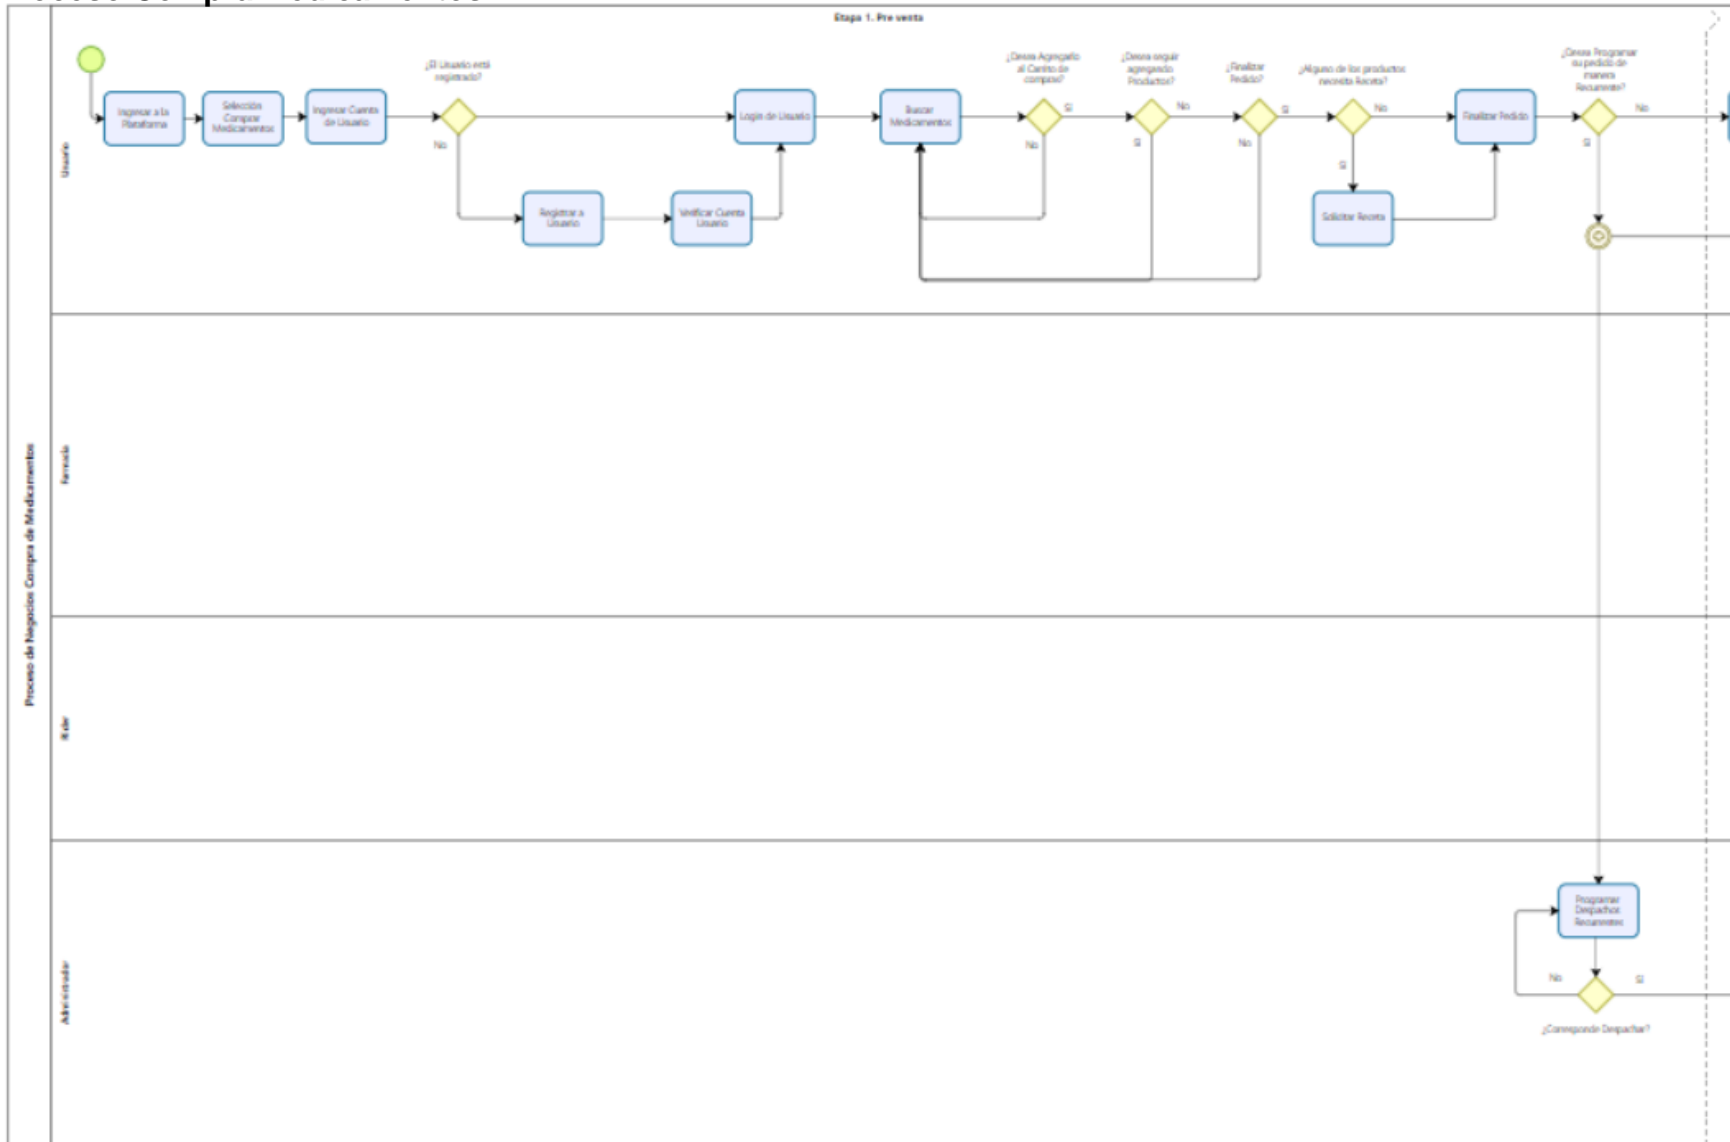 Etapa 1. Pre venta
Proceso de Negocios Compra de Medicamentos
Usuario
Ingresar a la
Plataforma
Selección
Comprar
Medicamentos
Ingresar Cuenta
de Usuario
¿El Usuario está
registrado?
No
Registrar a
Usuario
Verificar Cuenta
Usuario
Login de Usuario
Buscar
Medicamentos
¿Desea Agregarlo
al Carrito de
compras?
Si
No
¿Desea seguir
agregando
Productos?
No
Si
¿Finalizar
Pedido?
Si
No
¿Alguno de los productos
necesita Receta?
No
Si
Solicitar Receta
Finalizar Pedido
¿Desea Programar
su pedido de
manera
Recurrente?
No
Si
Farmacia
Rider
Administrador
Programar
Despachos
Recurrentes
No
Si
¿Corresponde Despachar?